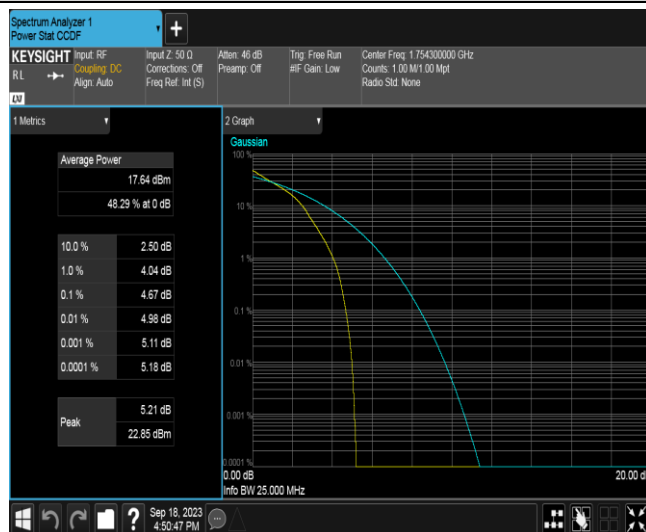 Spectrum Analyzer 1
Power Stat CCDF
+
KEYSIGHT
RL
LXI
Input: RF
Coupling: DC
Align: Auto
Input Z: 50 Ω
Corrections: Off
Freq Ref: Int (S)
Atten: 46 dB
Preamp: Off
Trig: Free Run
#IF Gain: Low
Center Freq: 1.754300000 GHz
Counts: 1.00 M/1.00 Mpt
Radio Std: None
1 Metrics
Average Power
17.64 dBm
48.29 % at 0 dB
10.0 % 2.50 dB
1.0 % 4.04 dB
0.1 % 4.67 dB
0.01 % 4.98 dB
0.001 % 5.11 dB
0.0001 % 5.18 dB
Peak
5.21 dB
22.85 dBm
2 Graph
Gaussian
100 %
10 %
1 %
0.1 %
0.01 %
0.001 %
0.0001 %
0.00 dB
20.00 d
Info BW 25.000 MHz
?
Sep 18, 2023
4:50:47 PM